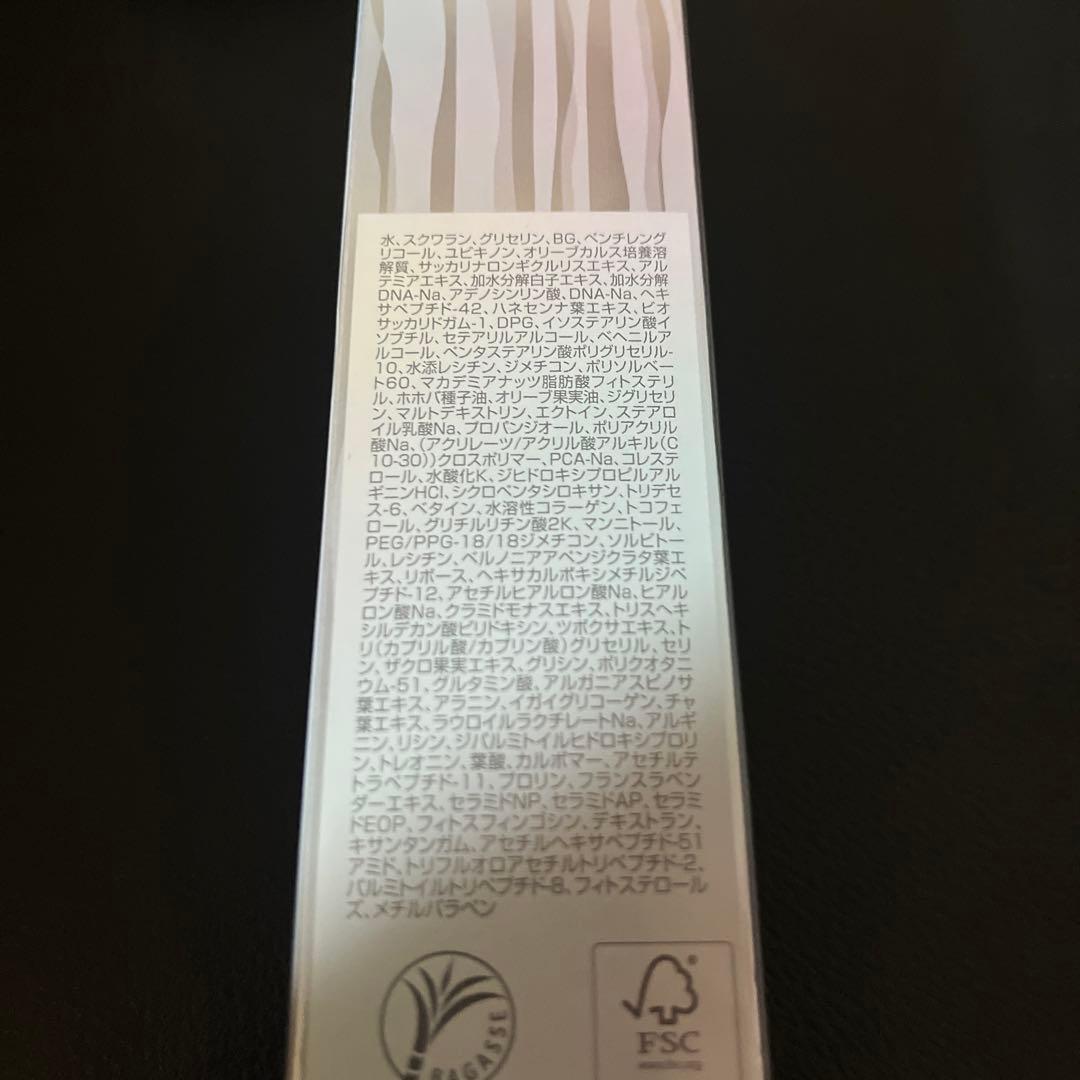 水、スクワラン、グリセリン、BG、ペンチレング
リコール、ユビキノン、オリーブカルス培養溶
解質、サッカリナロンギクルリスエキス、アル
テミアエキス、加水分解白子エキス、加水分解
DNA-Na、アデノシンリン酸、DNA-Na、ヘキ
サペプチド-42、ハネセンナ葉エキス、ビオ
サッカリドガム-1、DPG、イソステアリン酸イ
ソブチル、セテアリルアルコール、ベヘニルア
ルコール、ペンタステアリン酸ポリグリセリル-
10、水添レシチン、ジメチコン、ポリソルベー
ト60、マカデミアナッツ脂肪酸フィトステリ
ル、ホホバ種子油、オリーブ果実油、ジグリセリ
ン、マルトデキストリン、エクトイン、ステアロ
イル乳酸Na、プロパンジオール、ポリアクリル
酸Na、(アクリレーツ/アクリル酸アルキル(C
10-30))クロスポリマー、PCA-Na、コレステ
ロール、水酸化K、ジヒドロキシプロピルアル
ギニンHCl、シクロペンタシロキサン、トリデセ
ス-6、ベタイン、水溶性コラーゲン、トコフェ
ロール、グリチルリチン酸2K、マンニトール、
PEG/PPG-18/18ジメチコン、ソルビトー
ル、レシチン、ベルノニアアペンジクラタ葉エ
キス、リボース、ヘキサカルボキシメチルジペ
プチド-12、アセチルヒアルロン酸Na、ヒアル
ロン酸Na、クラミドモナスエキス、トリスヘキ
シルデカン酸ピリドキシン、ツボクサエキス、ト
リ(カプリル酸/カプリン酸)グリセリル、セリ
ン、ザクロ果実エキス、グリシン、ポリクオタニ
ウム-51、グルタミン酸、アルガニアスピノサ
葉エキス、アラニン、イガイグリコーゲン、チャ
葉エキス、ラウロイルラクチレートNa、アルギ
ニン、リシン、ジパルミトイルヒドロキシプロリ
ン、トレオニン、葉酸、カルボマー、アセチルテ
トラペプチド-11、プロリン、フランスラベン
ダーエキス、セラミドNP、セラミドAP、セラミ
ドEOP、フィトスフィンゴシン、デキストラン、
キサンタンガム、アセチルヘキサペプチド-51
アミド、トリフルオロアセチルトリペプチド-2、
パルミトイルトリペプチド-8、フィトステロール
ズ、メチルパラベン
BAGASSE
FSC